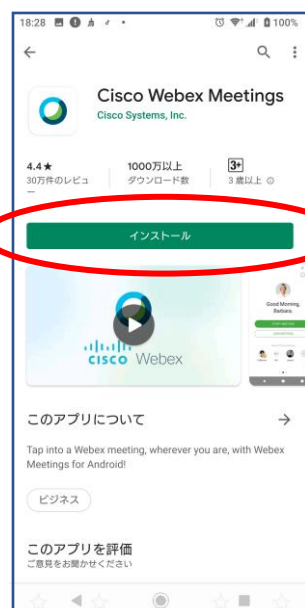 18:28
100%
Cisco Webex Meetings
Cisco Systems, Inc.
4.4★
30万件のレビュ
ー
1000万以上
ダウンロード数
3+
3 歳以上
インストール
cisco Webex
Good Morning,
Barbara.
このアプリについて
Tap into a Webex meeting, wherever you are, with Webex
Meetings for Android!
ビジネス
このアプリを評価
ご意見をお聞かせください